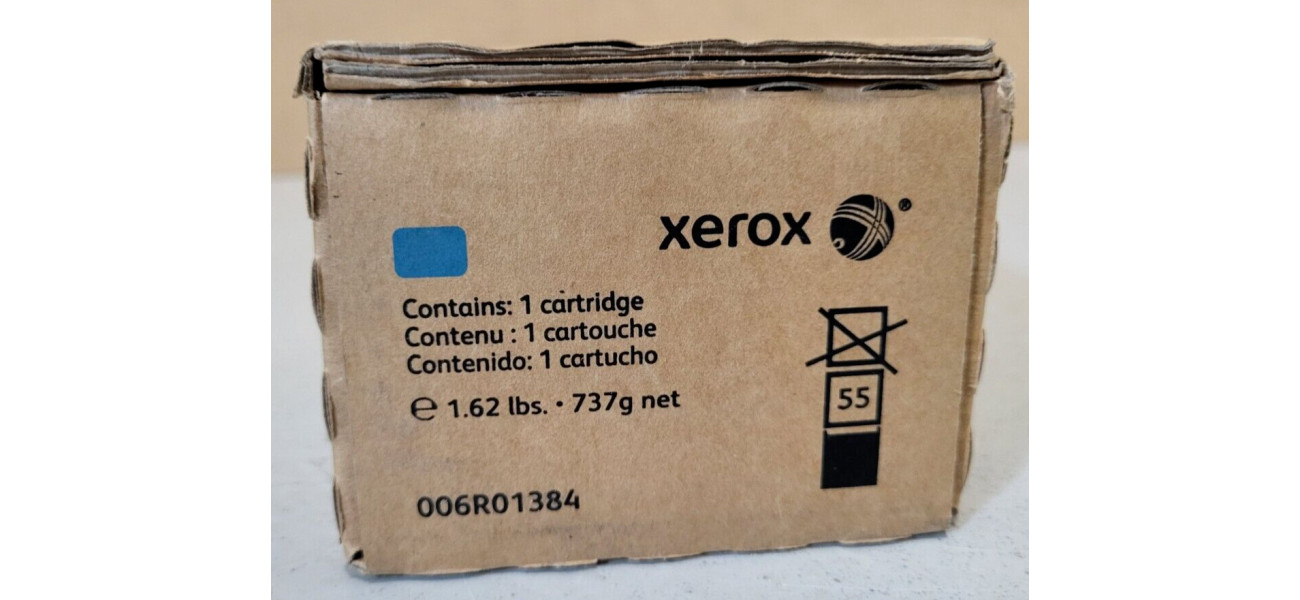 xerox ®
Contains: 1 cartridge
Contenu : 1 cartouche
Contenido: 1 cartucho
℮ 1.62 lbs. • 737g net
55
006R01384